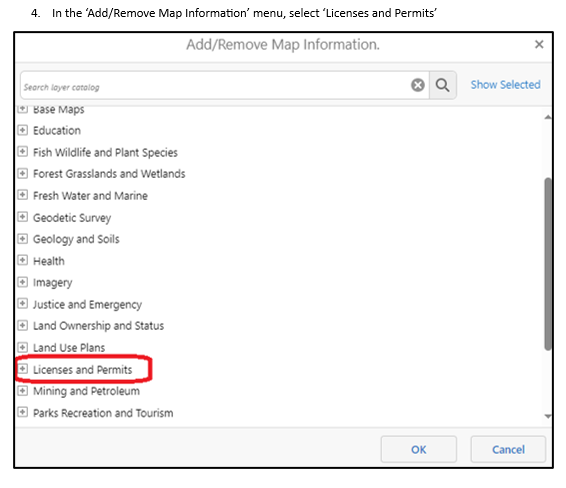 4. In the ‘Add/Remove Map Information’ menu, select ‘Licenses and Permits’
Add/Remove Map Information.
Search layer catalog
Show Selected
Base Maps
Education
Fish Wildlife and Plant Species
Forest Grasslands and Wetlands
Fresh Water and Marine
Geodetic Survey
Geology and Soils
Health
Imagery
Justice and Emergency
Land Ownership and Status
Land Use Plans
Licenses and Permits
Mining and Petroleum
Parks Recreation and Tourism
OK
Cancel